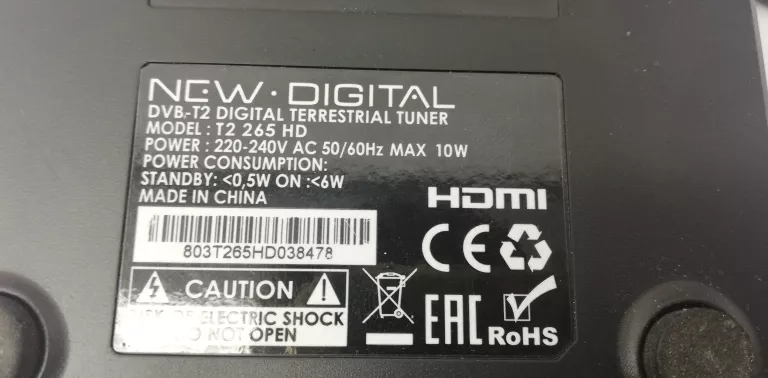 NEW·DIGITAL
DVB-T2 DIGITAL TERRESTRIAL TUNER
MODEL : T2 265 HD
POWER : 220-240V AC 50/60Hz MAX 10W
POWER CONSUMPTION:
STANDBY: <0,5W ON :<6W
MADE IN CHINA
HDMI
803T265HD038478
CE
CAUTION
RISK OF ELECTRIC SHOCK
DO NOT OPEN
EAC
RoHS